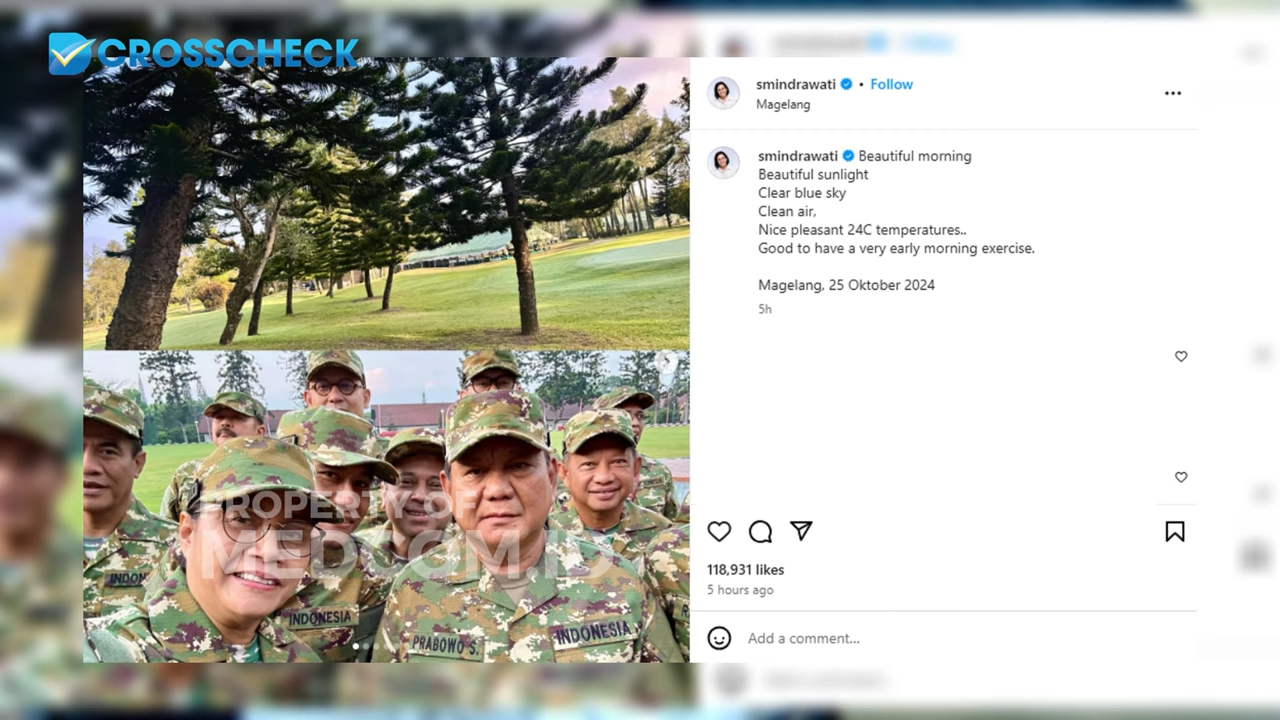 CROSSCHECK
smindrawati • Follow
Magelang
smindrawati Beautiful morning
Beautiful sunlight
Clear blue sky
Clean air,
Nice pleasant 24C temperatures..
Good to have a very early morning exercise.
Magelang, 25 Oktober 2024
5h
PROPERTY OF
MEDCOM.ID
INDONESIA
INDONESIA
PRABOWO S.
118,931 likes
5 hours ago
Add a comment...